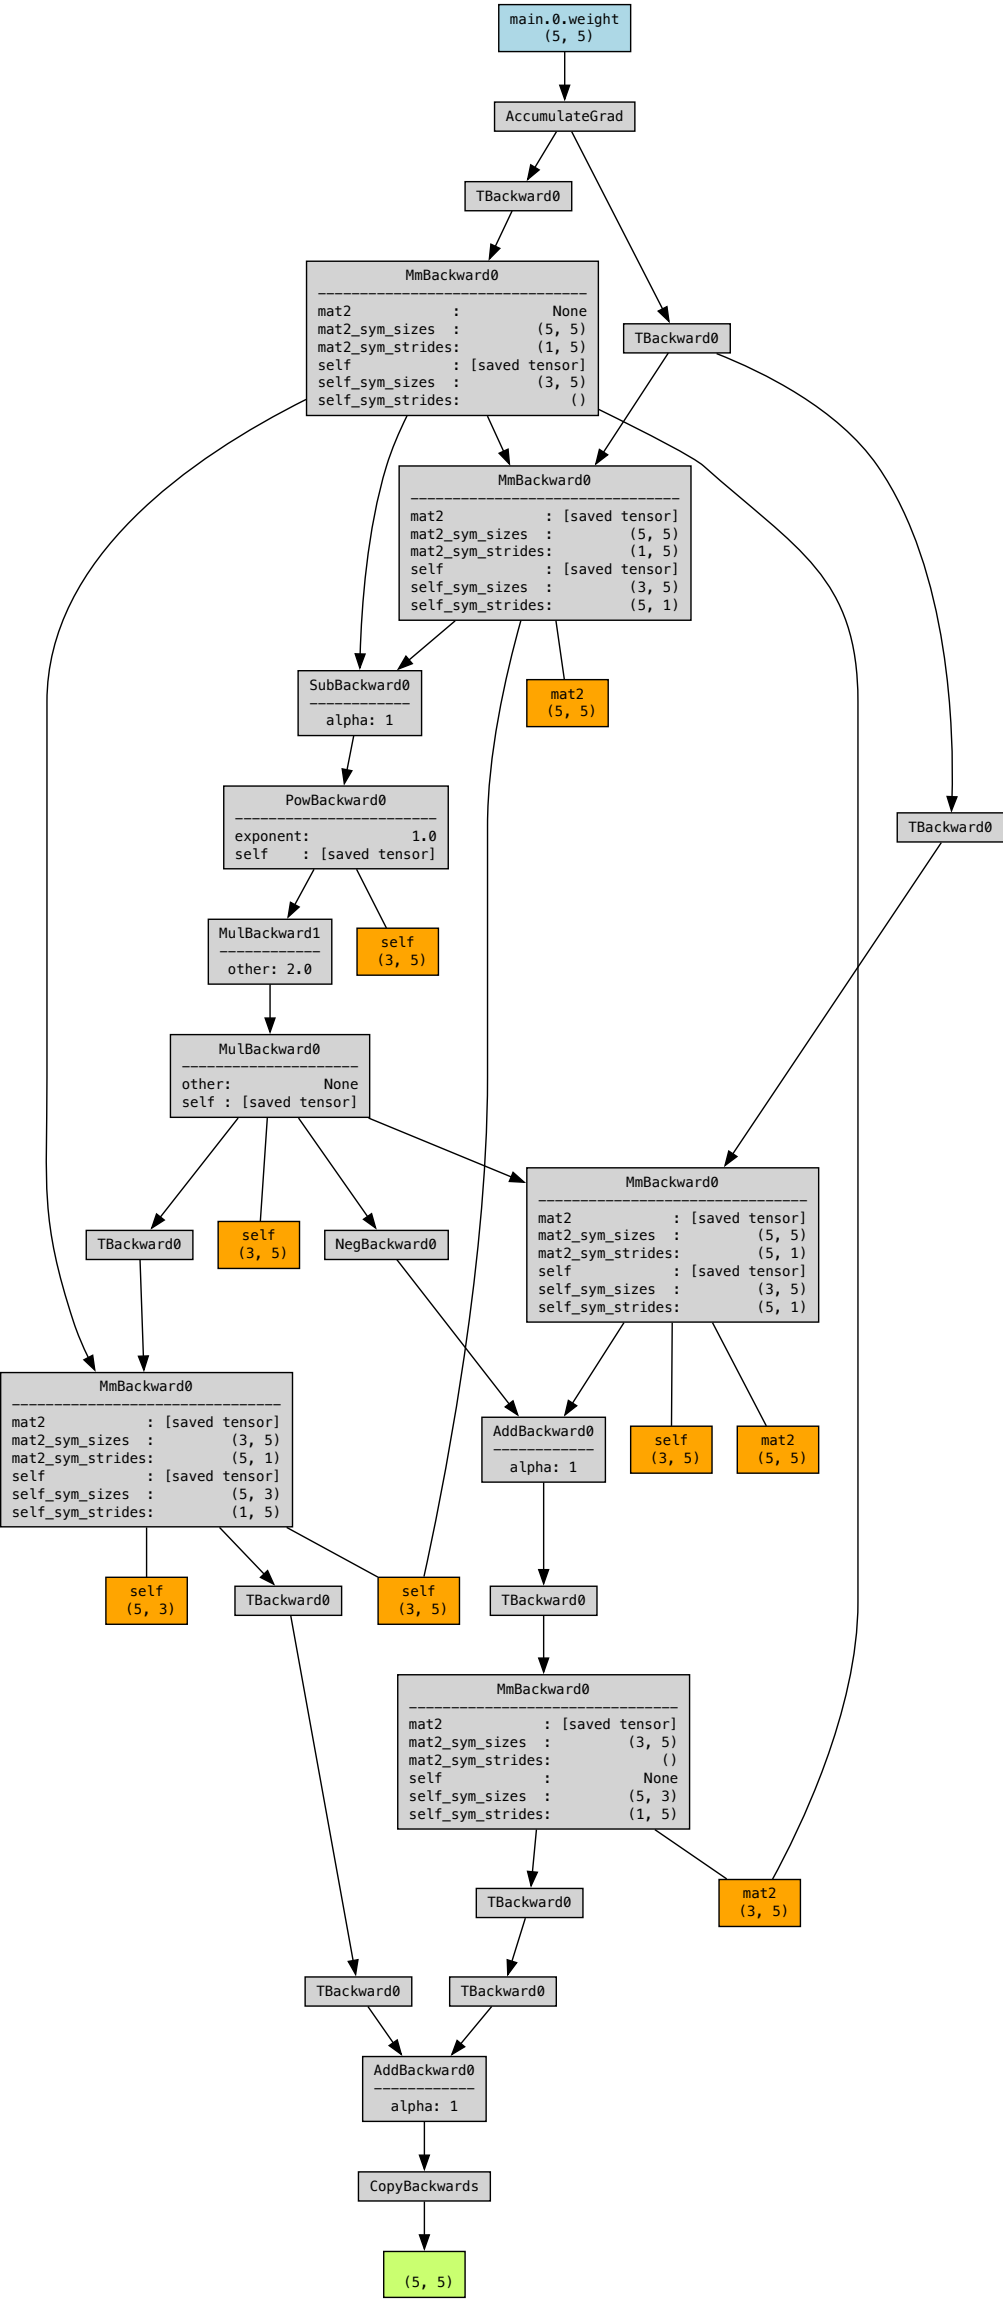 main.0.weight
(5, 5)
AccumulateGrad
TBackward0
MmBackward0
--------------------------------
mat2            :           None
mat2_sym_sizes  :         (5, 5)
mat2_sym_strides:         (1, 5)
self            : [saved tensor]
self_sym_sizes  :         (3, 5)
self_sym_strides:             ()
TBackward0
MmBackward0
--------------------------------
mat2            : [saved tensor]
mat2_sym_sizes  :         (5, 5)
mat2_sym_strides:         (1, 5)
self            : [saved tensor]
self_sym_sizes  :         (3, 5)
self_sym_strides:         (5, 1)
SubBackward0
------------
alpha: 1
mat2
(5, 5)
PowBackward0
------------------------
exponent:            1.0
self    : [saved tensor]
TBackward0
MulBackward1
------------
other: 2.0
self
(3, 5)
MulBackward0
---------------------
other:           None
self : [saved tensor]
MmBackward0
--------------------------------
mat2            : [saved tensor]
mat2_sym_sizes  :         (5, 5)
mat2_sym_strides:         (5, 1)
self            : [saved tensor]
self_sym_sizes  :         (3, 5)
self_sym_strides:         (5, 1)
TBackward0
self
(3, 5)
NegBackward0
MmBackward0
--------------------------------
mat2            : [saved tensor]
mat2_sym_sizes  :         (3, 5)
mat2_sym_strides:         (5, 1)
self            : [saved tensor]
self_sym_sizes  :         (5, 3)
self_sym_strides:         (1, 5)
AddBackward0
------------
alpha: 1
self
(3, 5)
mat2
(5, 5)
self
(5, 3)
TBackward0
self
(3, 5)
TBackward0
MmBackward0
--------------------------------
mat2            : [saved tensor]
mat2_sym_sizes  :         (3, 5)
mat2_sym_strides:             ()
self            :           None
self_sym_sizes  :         (5, 3)
self_sym_strides:         (1, 5)
TBackward0
mat2
(3, 5)
TBackward0
TBackward0
AddBackward0
------------
alpha: 1
CopyBackwards
(5, 5)